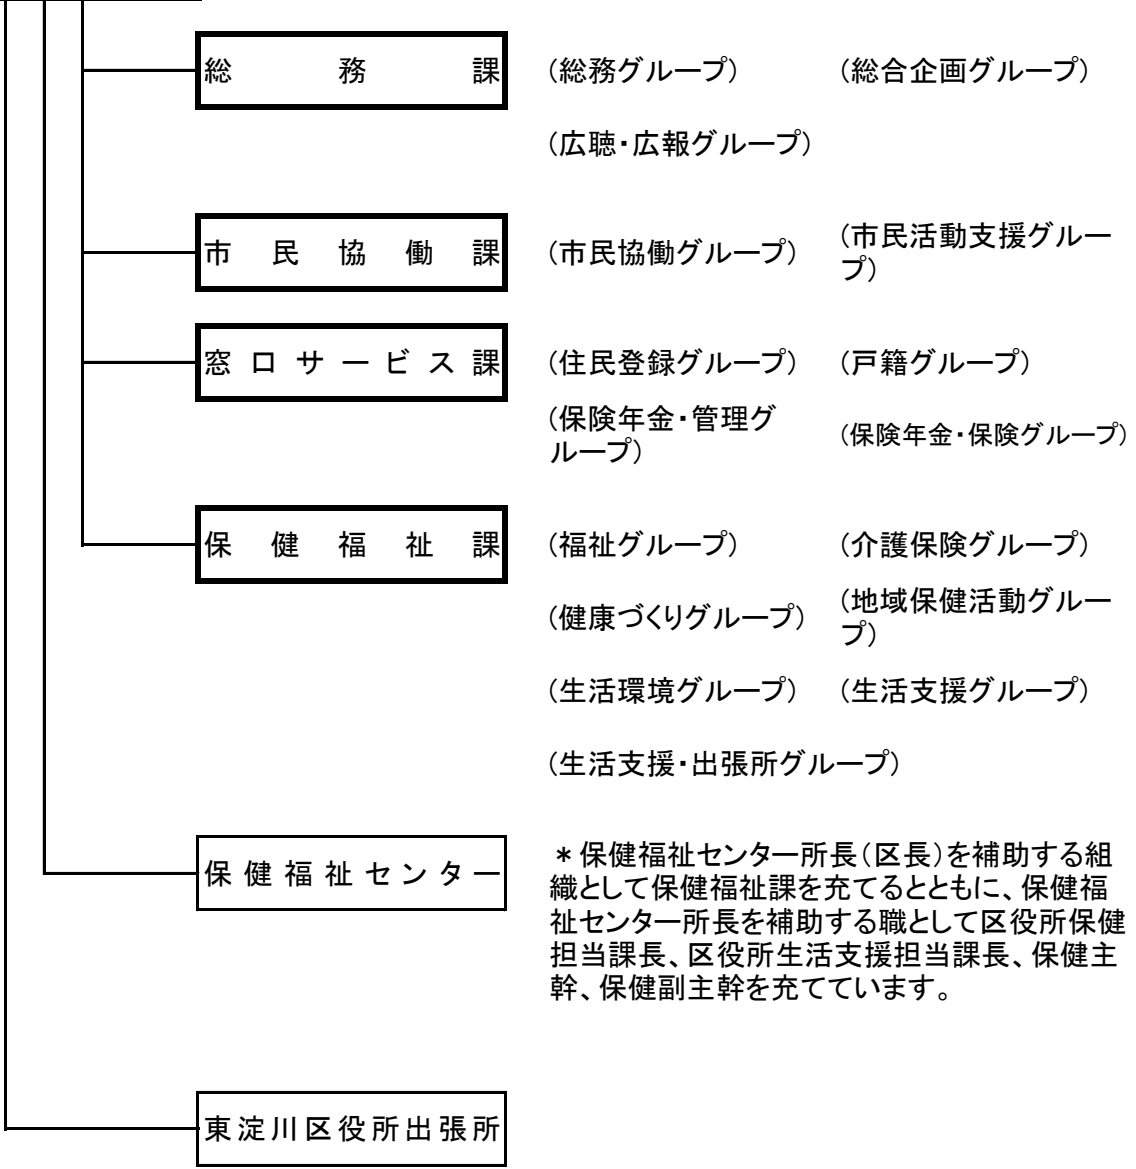 総務課 (総務グループ) (総合企画グループ)
(広聴・広報グループ)
市民協働課 (市民協働グループ) (市民活動支援グルー
プ)
窓口サービス課 (住民登録グループ) (戸籍グループ)
(保険年金・管理グ
ループ) (保険年金・保険グループ)
保健福祉課 (福祉グループ) (介護保険グループ)
(健康づくりグループ) (地域保健活動グルー
プ)
(生活環境グループ) (生活支援グループ)
(生活支援・出張所グループ)
保健福祉センター
＊保健福祉センター所長(区長)を補助する組
織として保健福祉課を充てるとともに、保健福
祉センター所長を補助する職として区役所保健
担当課長、区役所生活支援担当課長、保健主
幹、保健副主幹を充てています。
東淀川区役所出張所